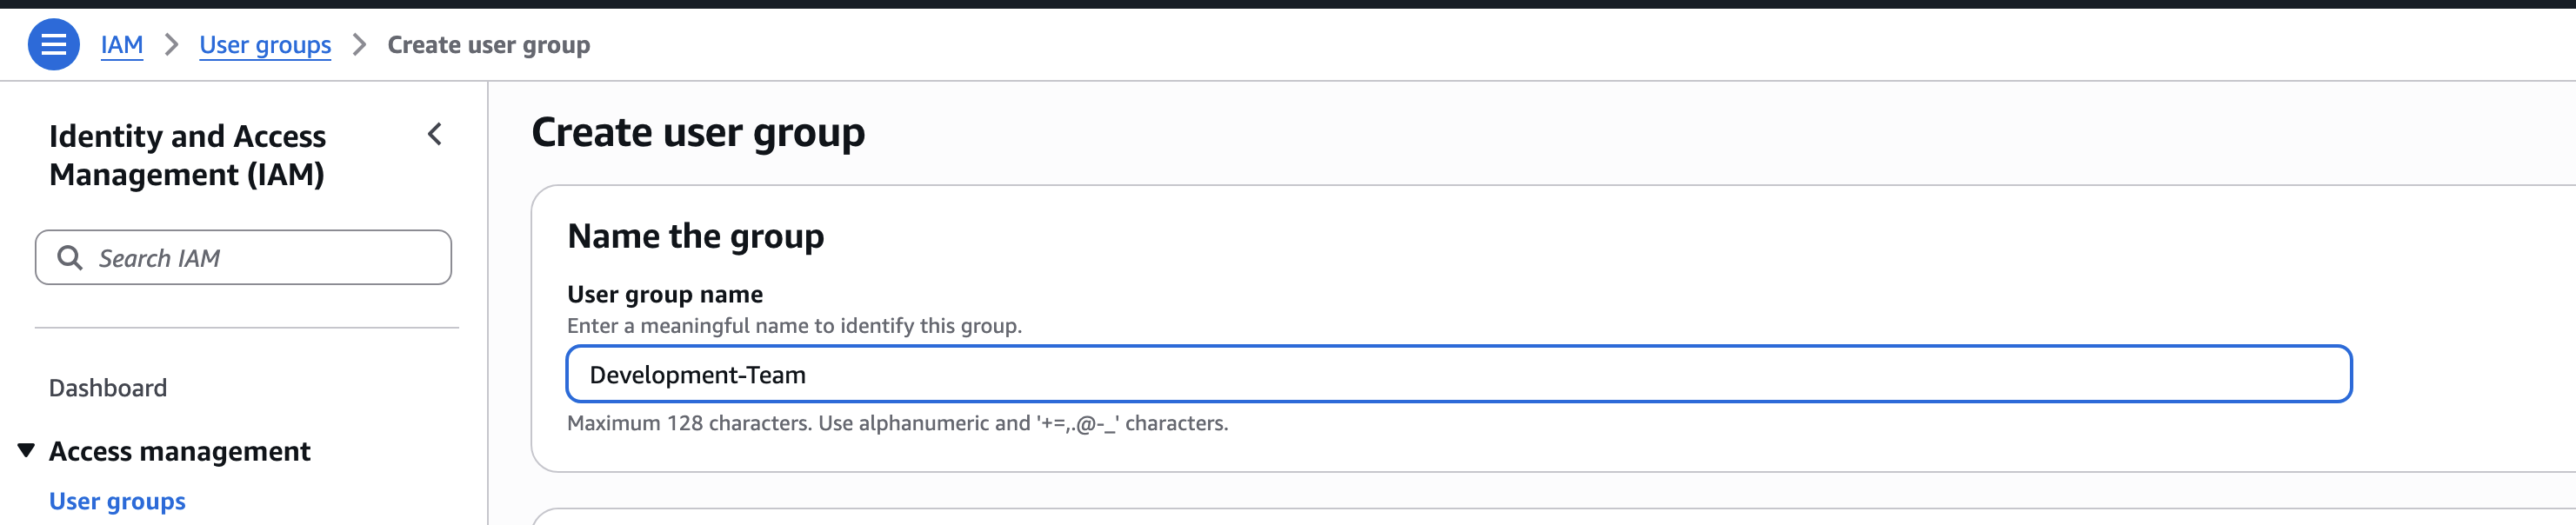 IAM > User groups > Create user group
Identity and Access
Management (IAM)
Search IAM
Dashboard
Access management
User groups
Create user group
Name the group
User group name
Enter a meaningful name to identify this group.
Development-Team
Maximum 128 characters. Use alphanumeric and '+=,.@-_' characters.